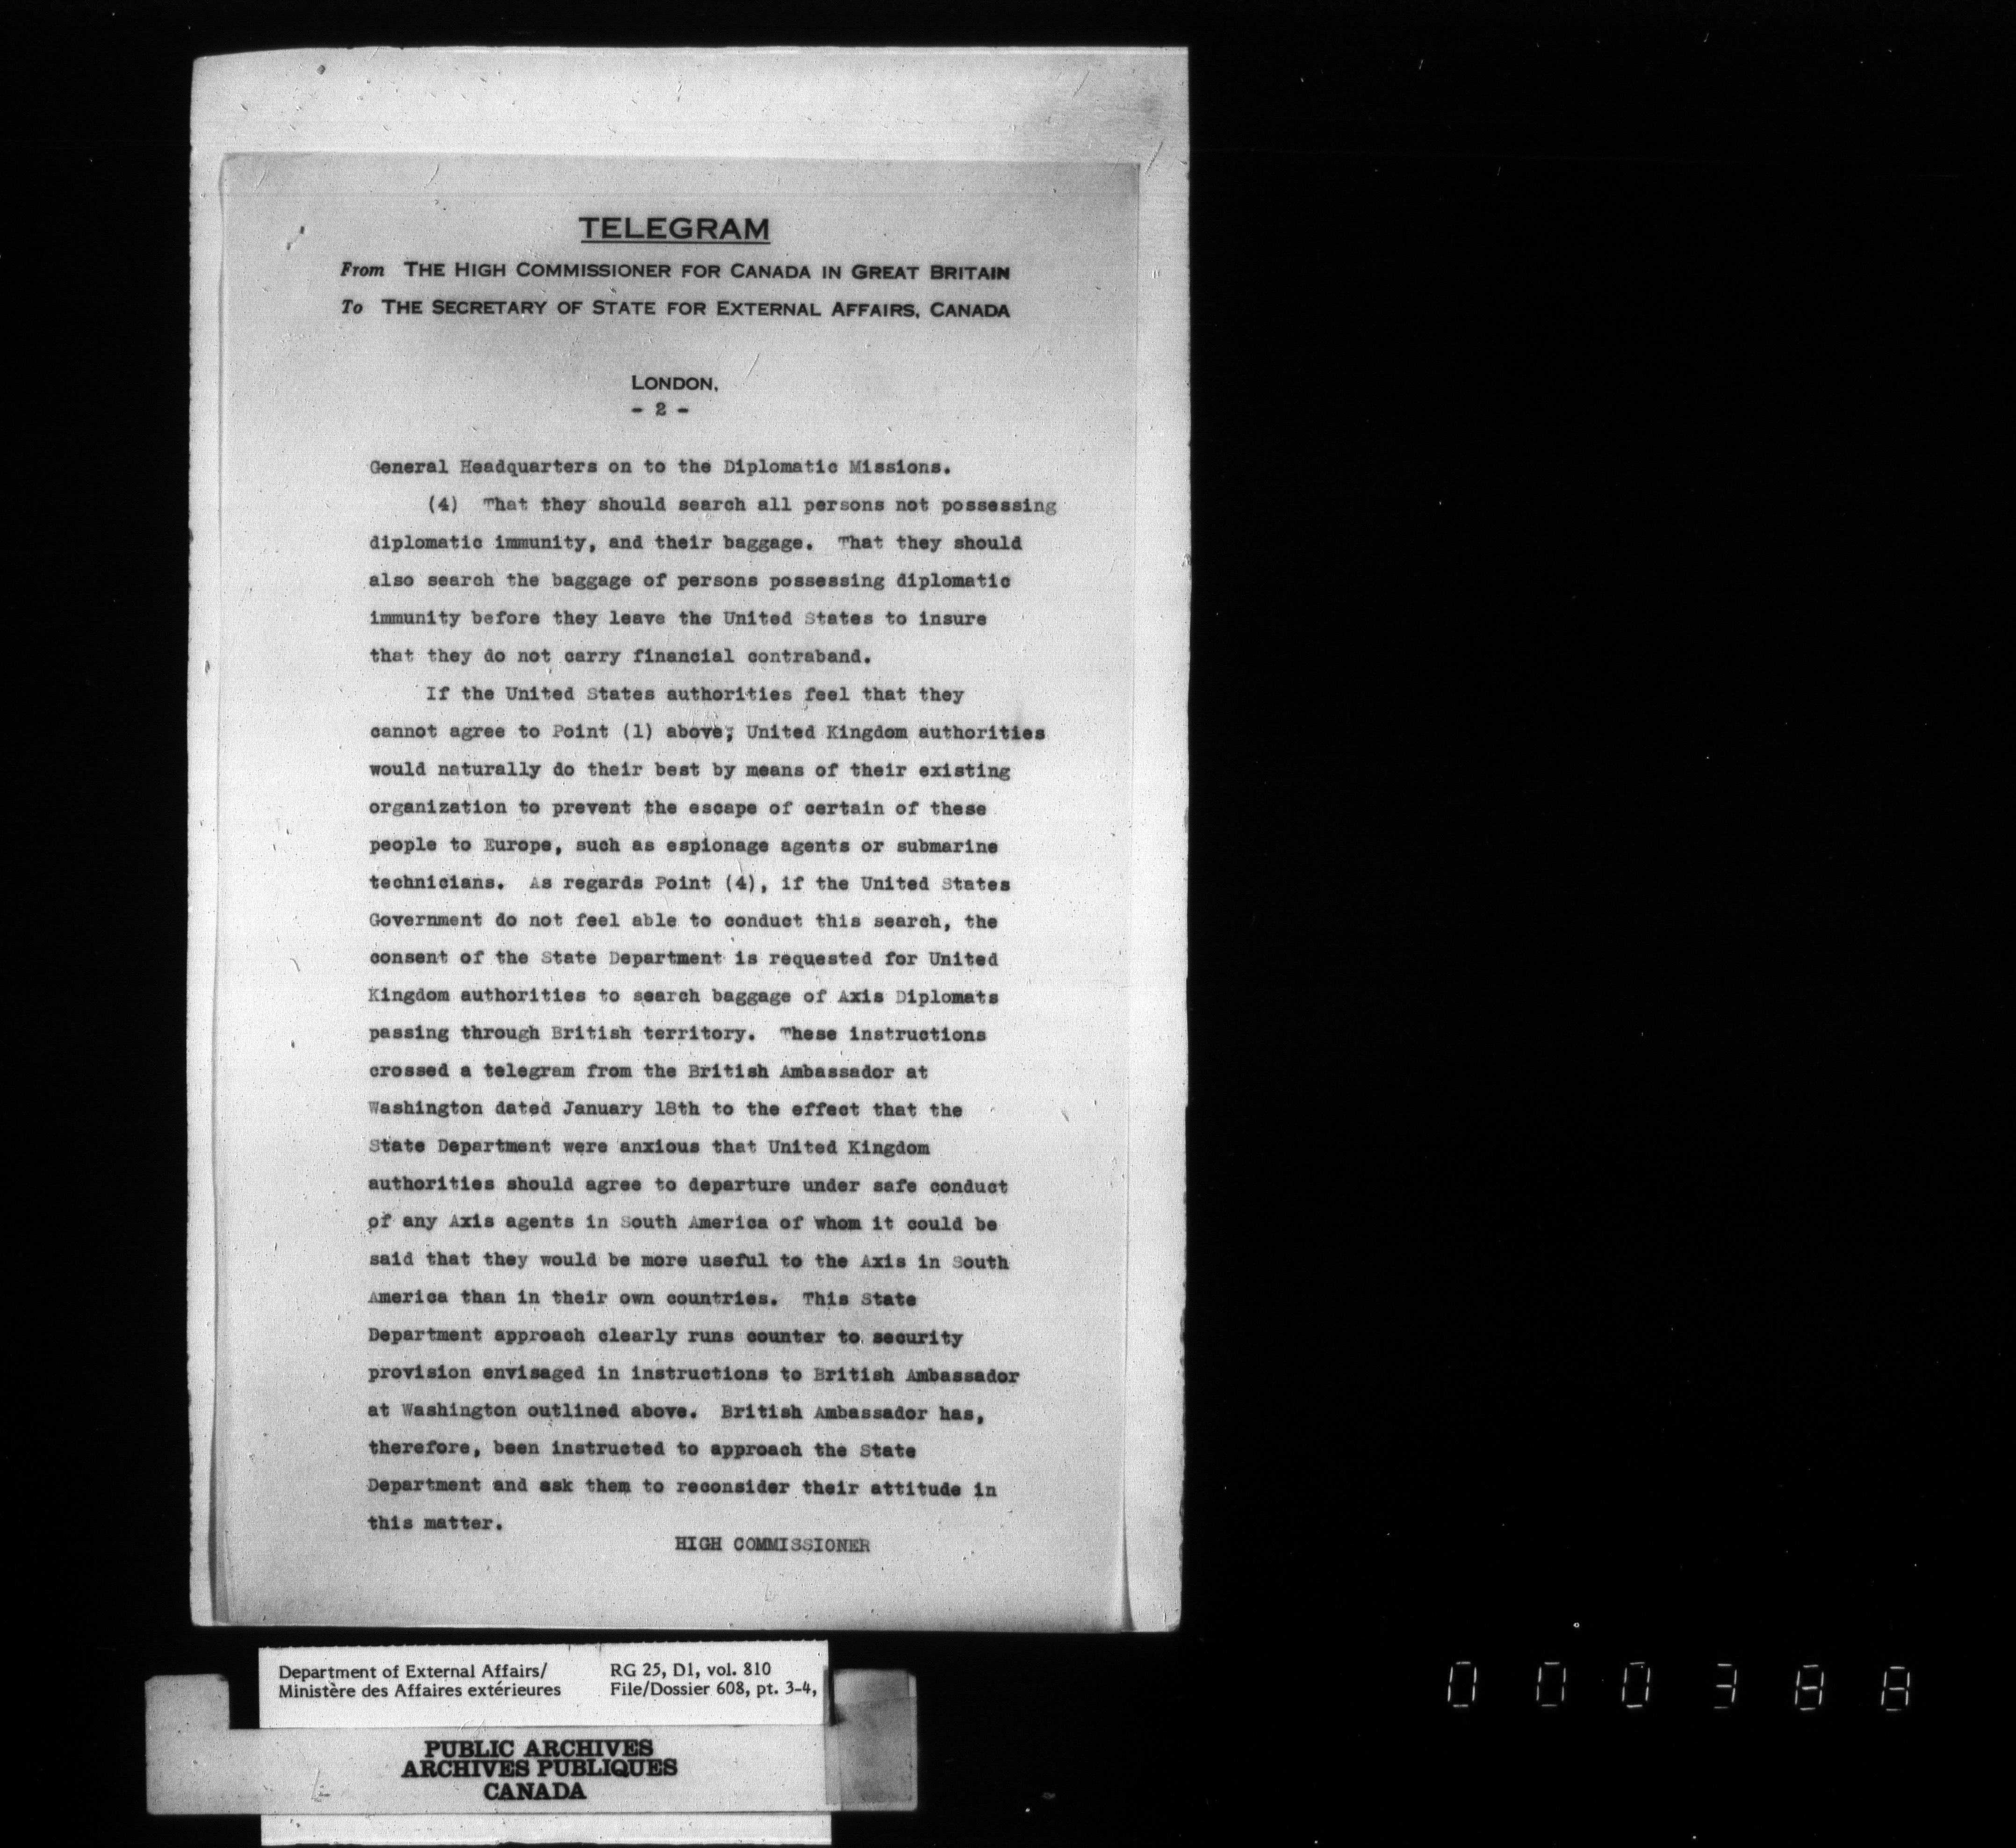 TELEGRAM
From THE HIGH COMMISSIONER FOR CANADA IN GREAT BRITAIN
To THE SECRETARY OF STATE FOR EXTERNAL AFFAIRS, CANADA
LONDON,
- 2 -
General Headquarters on to the Diplomatic Missions.
(4) That they should search all persons not possessing
diplomatic immunity, and their baggage. That they should
also search the baggage of persons possessing diplomatic
immunity before they leave the United States to insure
that they do not carry financial contraband.
If the United States authorities feel that they
cannot agree to Point (1) above; United Kingdom authorities
would naturally do their best by means of their existing
organization to prevent the escape of certain of these
people to Europe, such as espionage agents or submarine
technicians. As regards Point (4), if the United States
Government do not feel able to conduct this search, the
consent of the State Department is requested for United
Kingdom authorities to search baggage of Axis Diplomats
passing through British territory. These instructions
crossed a telegram from the British Ambassador at
Washington dated January 18th to the effect that the
State Department were anxious that United Kingdom
authorities should agree to departure under safe conduct
of any Axis agents in South America of whom it could be
said that they would be more useful to the Axis in South
America than in their own countries. This State
Department approach clearly runs counter to security
provision envisaged in instructions to British Ambassador
at Washington outlined above. British Ambassador has,
therefore, been instructed to approach the State
Department and ask them to reconsider their attitude in
this matter.
HIGH COMMISSIONER
Department of External Affairs/ RG 25, D1, vol. 810
Ministère des Affaires extérieures File/Dossier 608, pt. 3-4,
PUBLIC ARCHIVES
ARCHIVES PUBLIQUES
CANADA
000388